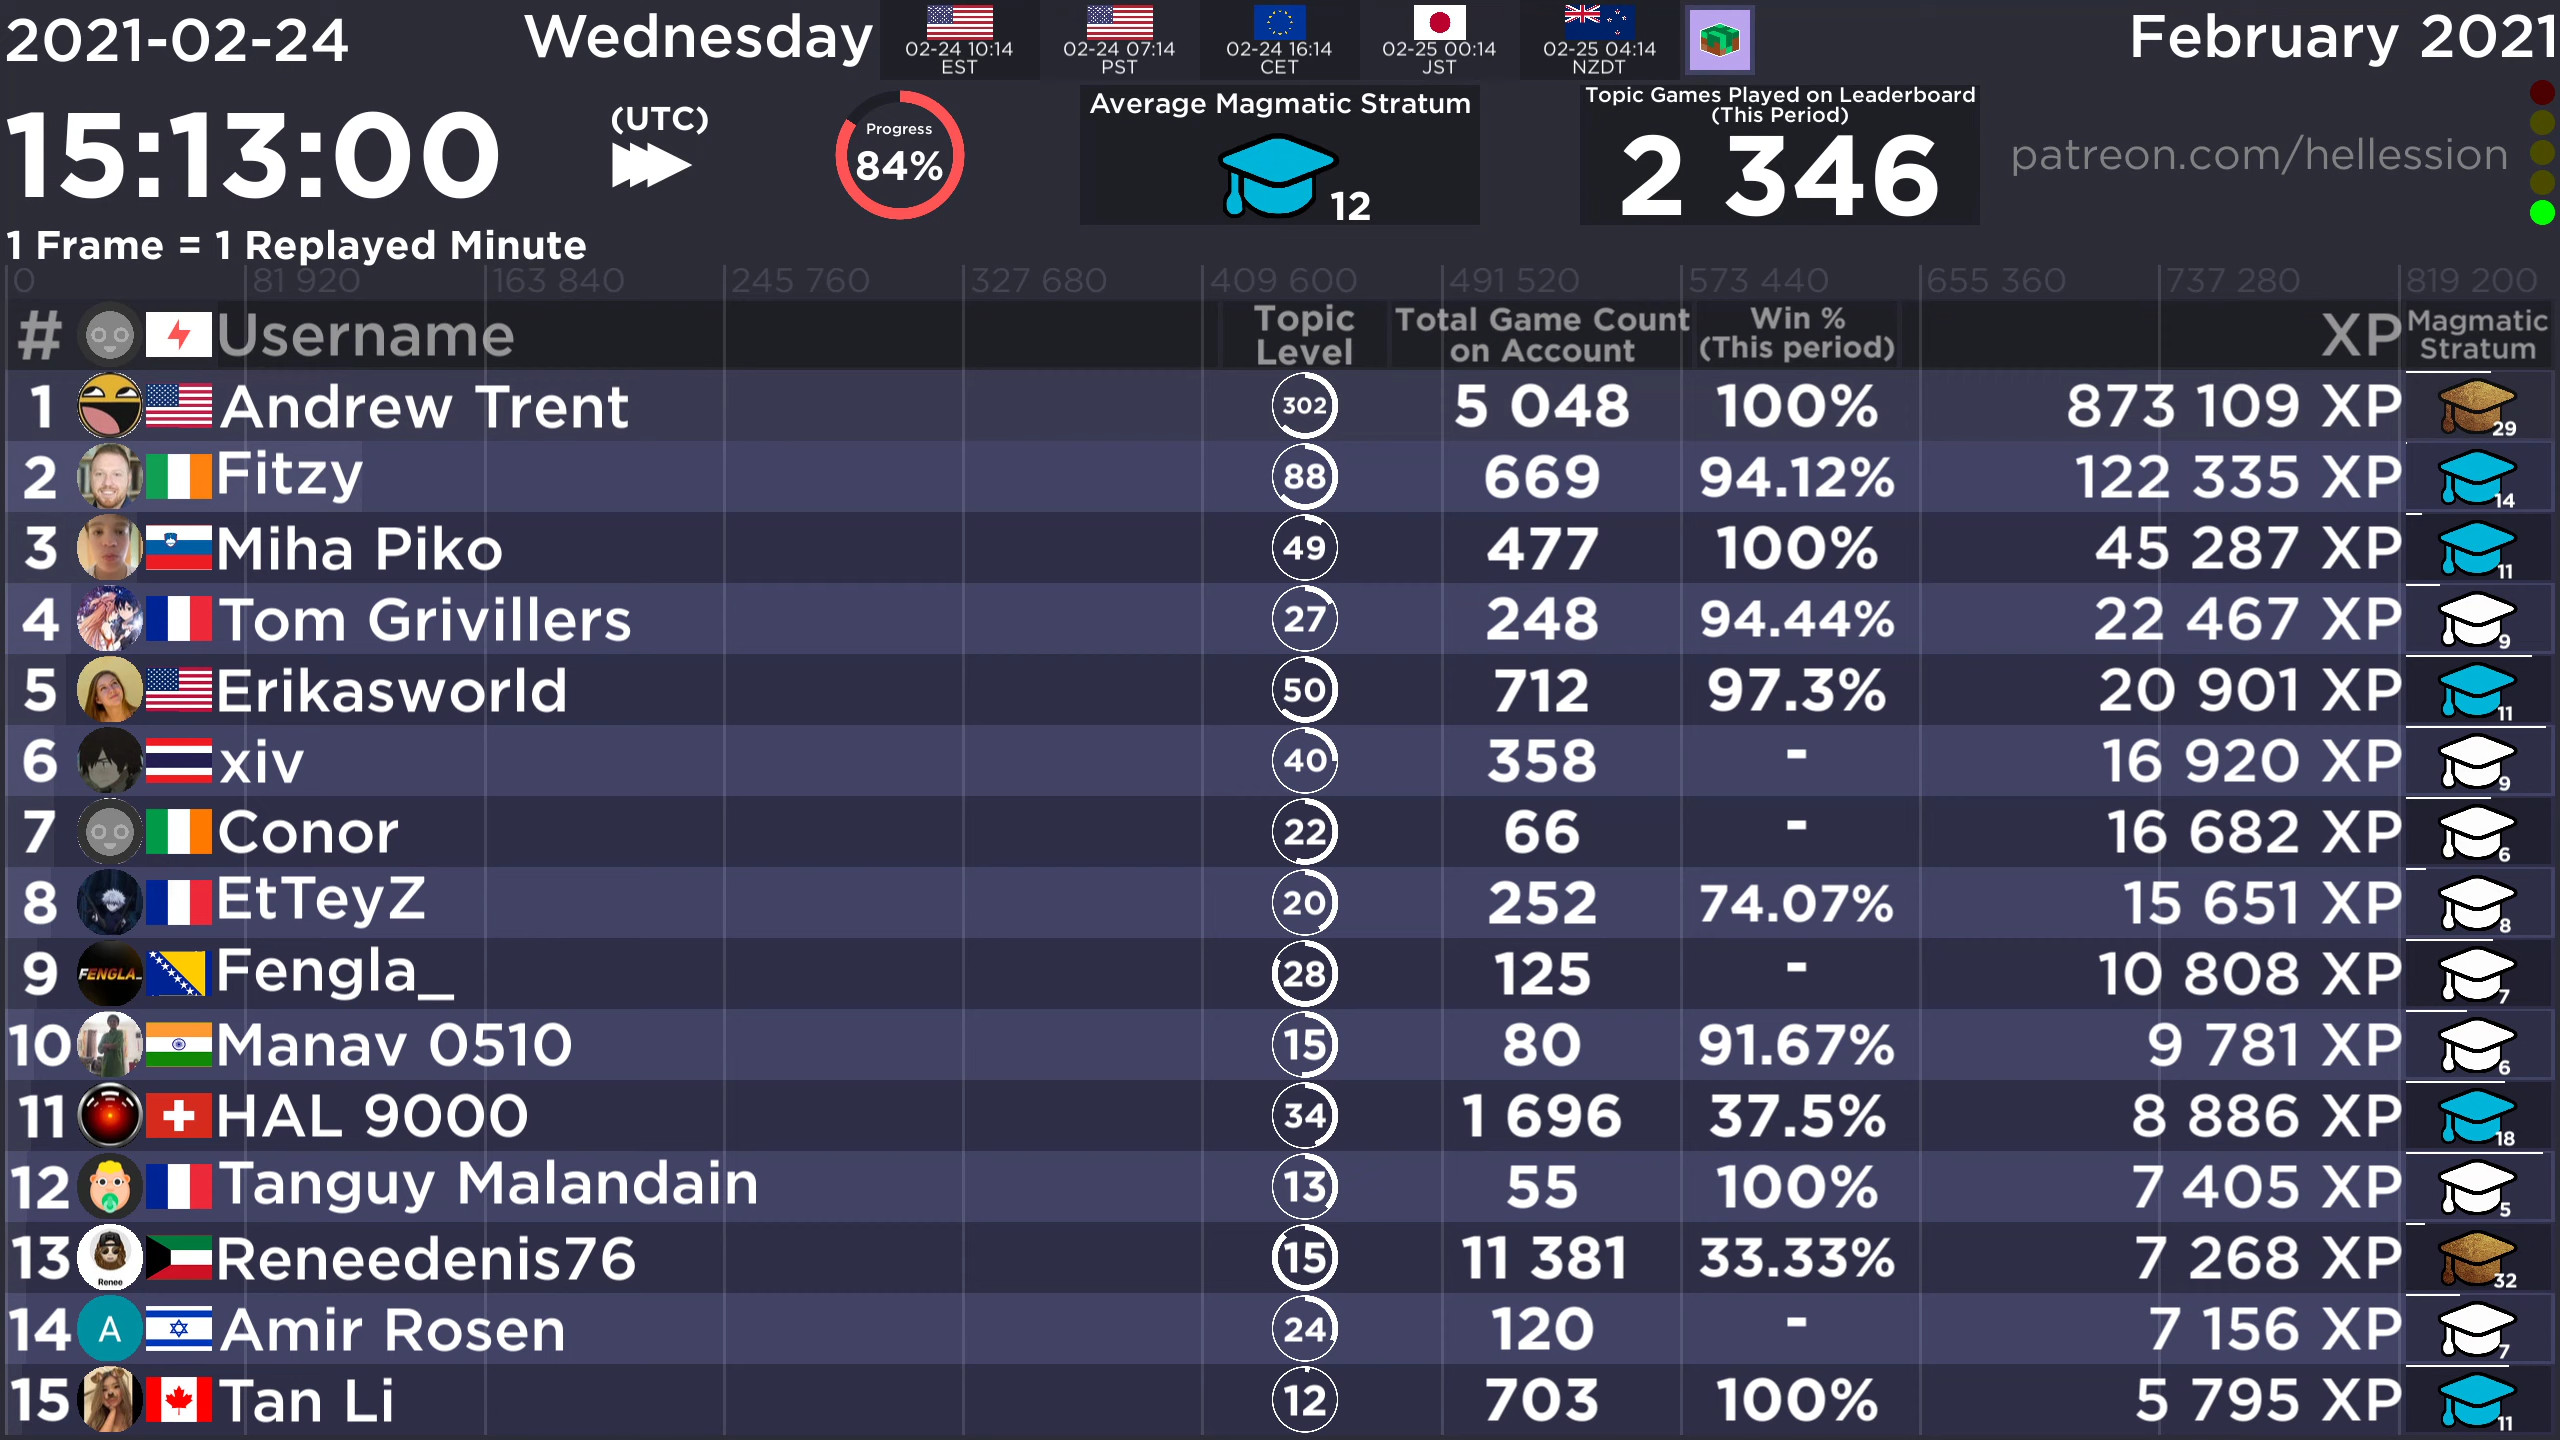 2021-02-24
Wednesday
02-24 10:14
EST
02-24 07:14
PST
02-24 16:14
CET
02-25 00:14
JST
02-25 04:14
NZDT
February 2021
15:13:00
(UTC)
Progress
84%
Average Magmatic Stratum
12
Topic Games Played on Leaderboard
(This Period)
2 346
patreon.com/hellession
1 Frame = 1 Replayed Minute
0 81 920 163 840 245 760 327 680 409 600 491 520 573 440 655 360 737 280 819 200
# Username Topic Level Total Game Count on Account Win % (This period) XP Magmatic Stratum
1 Andrew Trent 302 5 048 100% 873 109 XP 29
2 Fitzy 88 669 94.12% 122 335 XP 14
3 Miha Piko 49 477 100% 45 287 XP 11
4 Tom Grivillers 27 248 94.44% 22 467 XP 9
5 Erikasworld 50 712 97.3% 20 901 XP 11
6 xiv 40 358 - 16 920 XP 9
7 Conor 22 66 - 16 682 XP 6
8 EtTeyZ 20 252 74.07% 15 651 XP 8
9 FENGLA_ Fengla_ 28 125 - 10 808 XP 7
10 Manav 0510 15 80 91.67% 9 781 XP 6
11 HAL 9000 34 1 696 37.5% 8 886 XP 18
12 Tanguy Malandain 13 55 100% 7 405 XP 5
13 Renee Reneedenis76 15 11 381 33.33% 7 268 XP 32
14 A Amir Rosen 24 120 - 7 156 XP 7
15 Tan Li 12 703 100% 5 795 XP 11